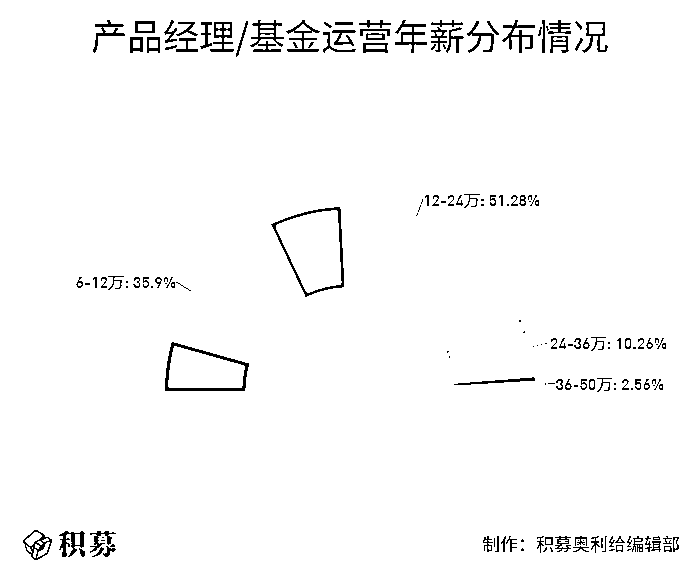 产品经理/基金运营年薪分布情况
12-24万: 51.28%
6-12万: 35.9%
24-36万: 10.26%
36-50万: 2.56%
积募
制作：积募奥利给编辑部